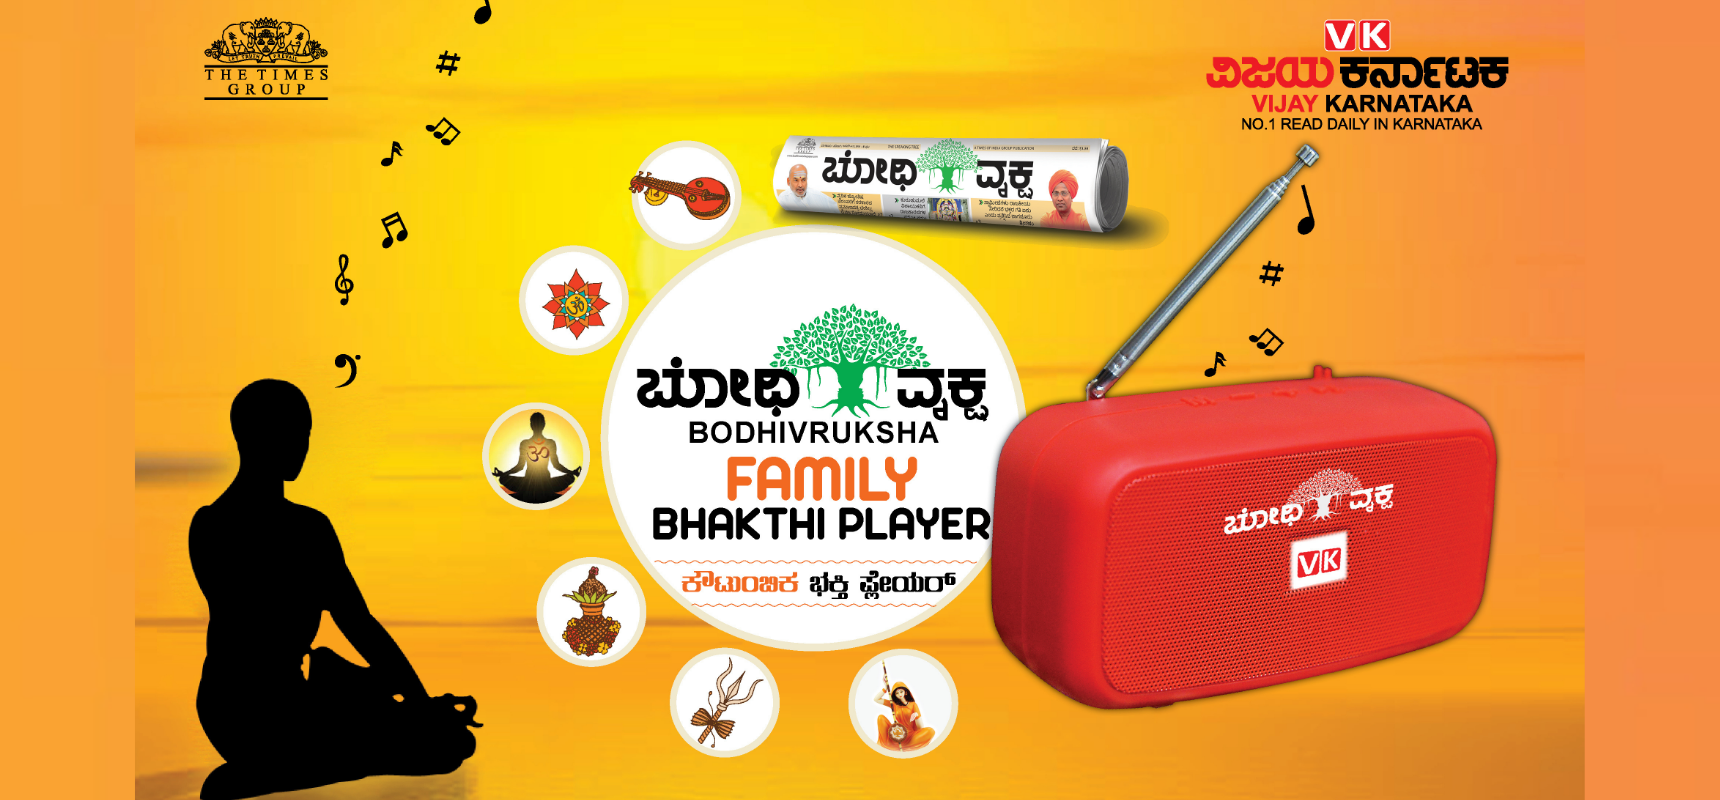 THE TIMES
GROUP
VK
ವಿಜಯ ಕರ್ನಾಟಕ
VIJAY KARNATAKA
NO.1 READ DAILY IN KARNATAKA
ಬೋಧಿ ವೃಕ್ಷ
ಬೋಧಿ ವೃಕ್ಷ
BODHIVRUKSHA
FAMILY
BHAKTHI PLAYER
ಕೌಟುಂಬಿಕ ಭಕ್ತಿ ಪ್ಲೇಯರ್
ಬೋಧಿ ವೃಕ್ಷ
VK